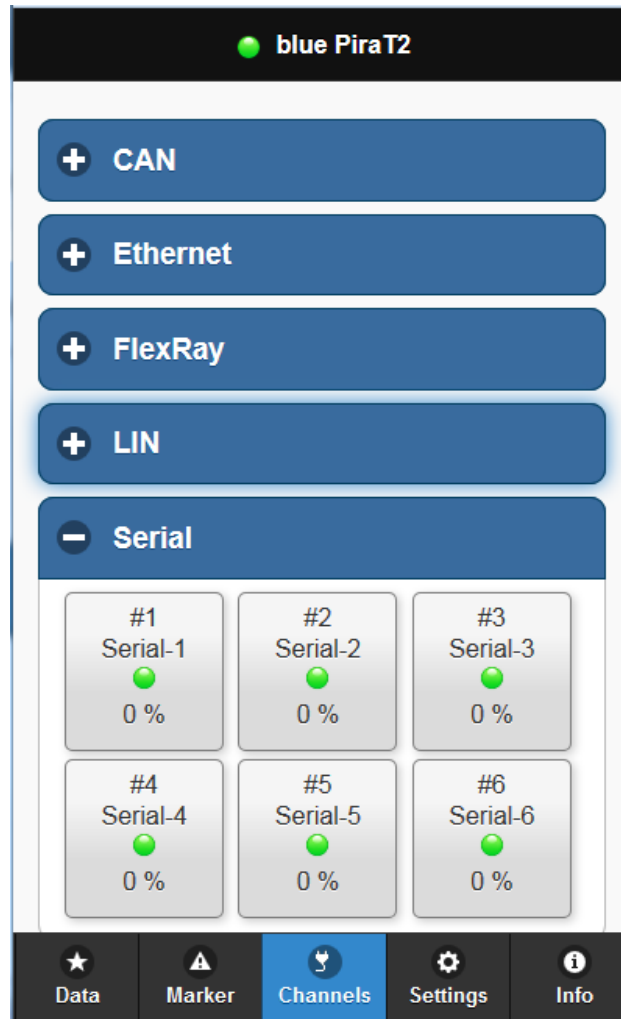 blue PiraT2
CAN
Ethernet
FlexRay
LIN
Serial
#1
Serial-1
0 %
#2
Serial-2
0 %
#3
Serial-3
0 %
#4
Serial-4
0 %
#5
Serial-5
0 %
#6
Serial-6
0 %
Data
Marker
Channels
Settings
Info